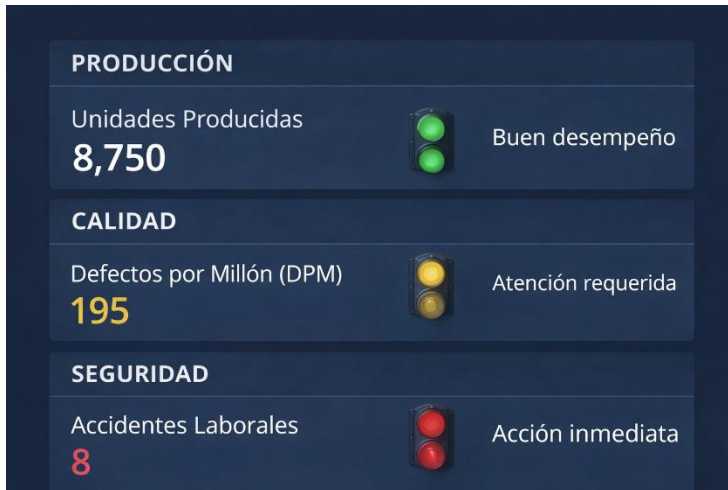 PRODUCCIÓN
Unidades Producidas
8,750
Buen desempeño
CALIDAD
Defectos por Millón (DPM)
195
Atención requerida
SEGURIDAD
Accidentes Laborales
8
Acción inmediata